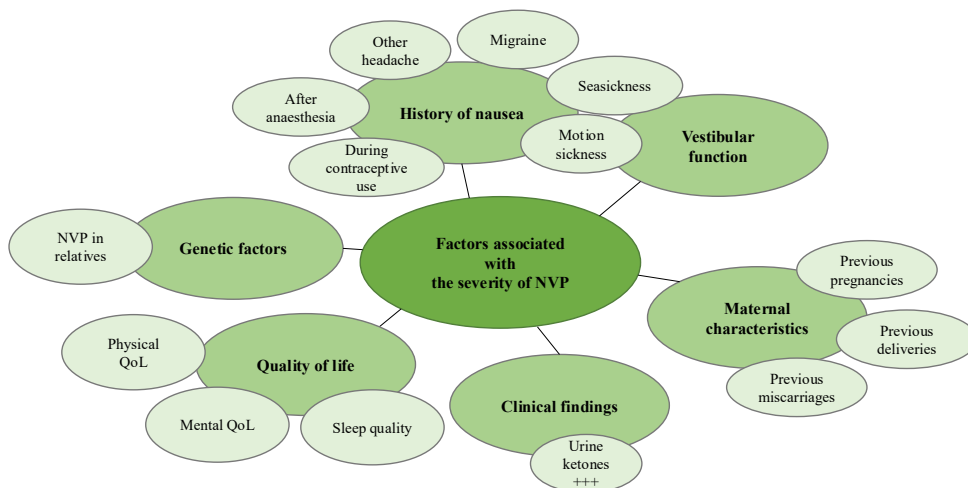 Other
headache
Migraine
Seasickness
After
anaesthesia
History of nausea
Motion
sickness
Vestibular
function
During
contraceptive
use
NVP in
relatives
Genetic factors
Factors associated
with
the severity of NVP
Previous
pregnancies
Maternal
characteristics
Previous
deliveries
Previous
miscarriages
Physical
QoL
Quality of life
Mental QoL
Sleep quality
Clinical findings
Urine
ketones
+++